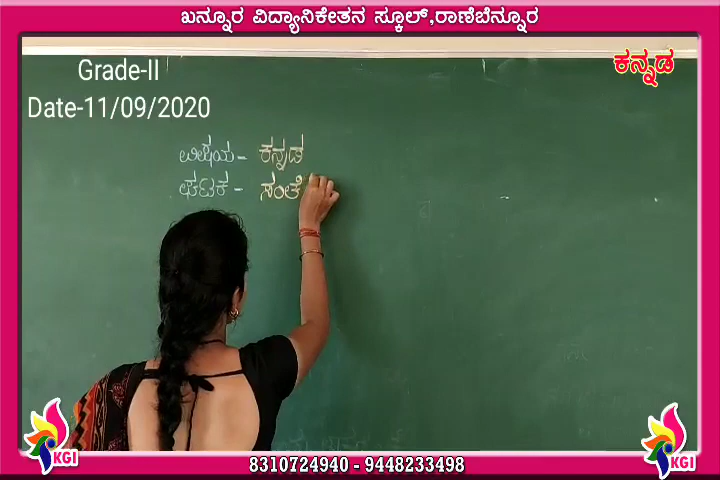 ಖನ್ನೂರ ವಿದ್ಯಾನಿಕೇತನ ಸ್ಕೂಲ್,ರಾಣೆಬೆನ್ನೂರ
ಕನ್ನಡ
Grade-II
Date-11/09/2020
ವಿಷಯ - ಕನ್ನಡ
ಘಟಕ - ಸಂತೆ
KGI
KGI
8310724940 - 9448233498